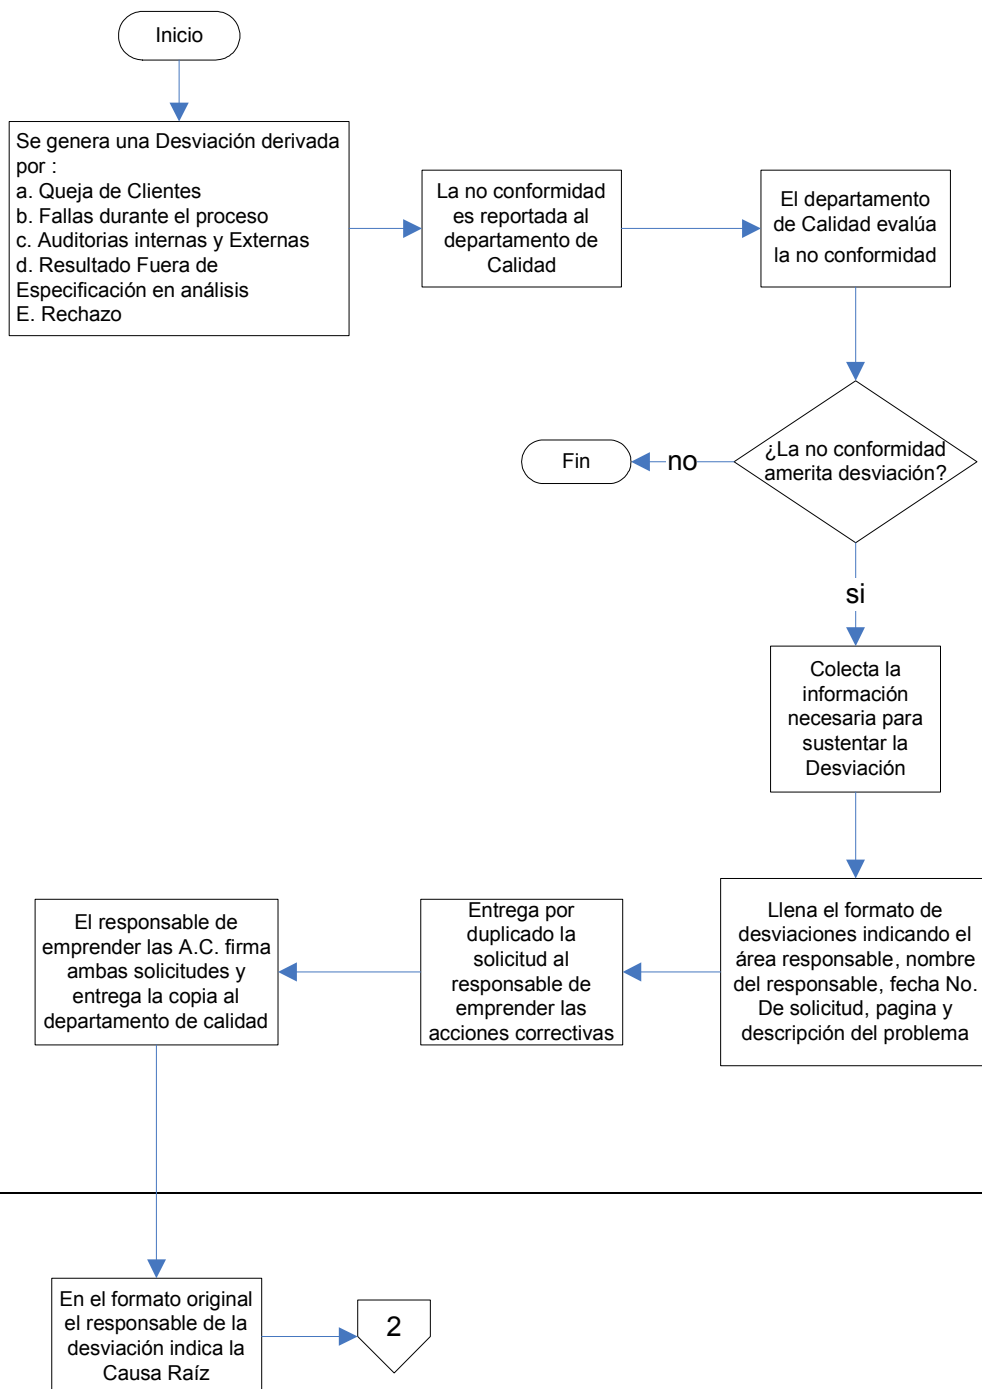 Inicio
Se genera una Desviación derivada
por :
a. Queja de Clientes
b. Fallas durante el proceso
c. Auditorias internas y Externas
d. Resultado Fuera de
Especificación en análisis
E. Rechazo
La no conformidad
es reportada al
departamento de
Calidad
El departamento
de Calidad evalúa
la no conformidad
¿La no conformidad
amerita desviación?
no
Fin
si
Colecta la
información
necesaria para
sustentar la
Desviación
Llena el formato de
desviaciones indicando el
área responsable, nombre
del responsable, fecha No.
De solicitud, pagina y
descripción del problema
Entrega por
duplicado la
solicitud al
responsable de
emprender las
acciones correctivas
El responsable de
emprender las A.C. firma
ambas solicitudes y
entrega la copia al
departamento de calidad
En el formato original
el responsable de la
desviación indica la
Causa Raíz
2